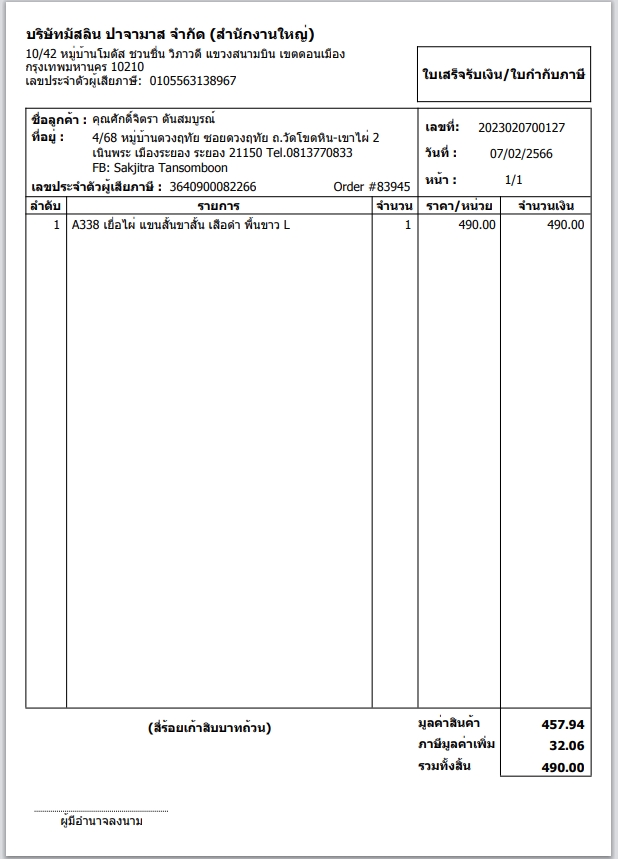 บริษัทมัสลิน ปาจามาส จำกัด (สำนักงานใหญ่)
10/42 หมู่บ้านโมดัส ชวนชื่น วิภาวดี แขวงสนามบิน เขตดอนเมือง
กรุงเทพมหานคร 10210
เลขประจำตัวผู้เสียภาษี: 0105563138967
ใบเสร็จรับเงิน/ใบกำกับภาษี
ชื่อลูกค้า : คุณศักดิ์จิตรา ตันสมบูรณ์
ที่อยู่ : 4/68 หมู่บ้านดวงฤทัย ซอยดวงฤทัย ถ.วัดโขดหิน-เขาไผ่ 2
เนินพระ เมืองระยอง ระยอง 21150 Tel.0813770833
FB: Sakjitra Tansomboon
เลขประจำตัวผู้เสียภาษี : 3640900082266 Order #83945
เลขที่: 2023020700127
วันที่ : 07/02/2566
หน้า : 1/1
ลำดับ รายการ จำนวน ราคา/หน่วย จำนวนเงิน
1 A338 เยื่อไผ่ แขนสั้นขาสั้น เสือดำ พื้นขาว L 1 490.00 490.00
(สี่ร้อยเก้าสิบบาทถ้วน)
มูลค่าสินค้า 457.94
ภาษีมูลค่าเพิ่ม 32.06
รวมทั้งสิ้น 490.00
ผู้มีอำนาจลงนาม